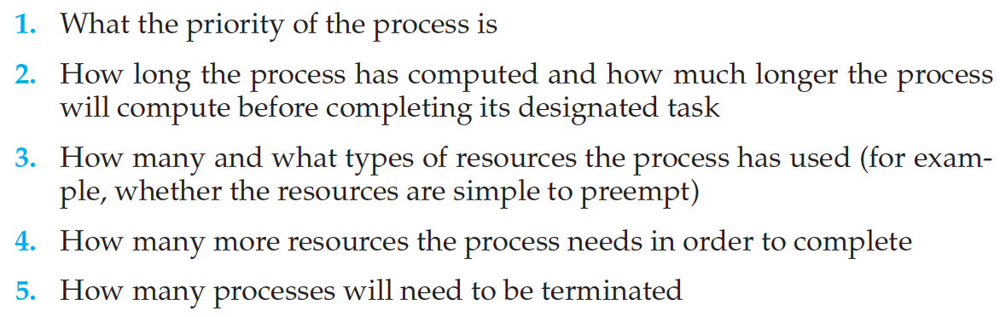 1. What the priority of the process is
2. How long the process has computed and how much longer the process
will compute before completing its designated task
3. How many and what types of resources the process has used (for exam-
ple, whether the resources are simple to preempt)
4. How many more resources the process needs in order to complete
5. How many processes will need to be terminated